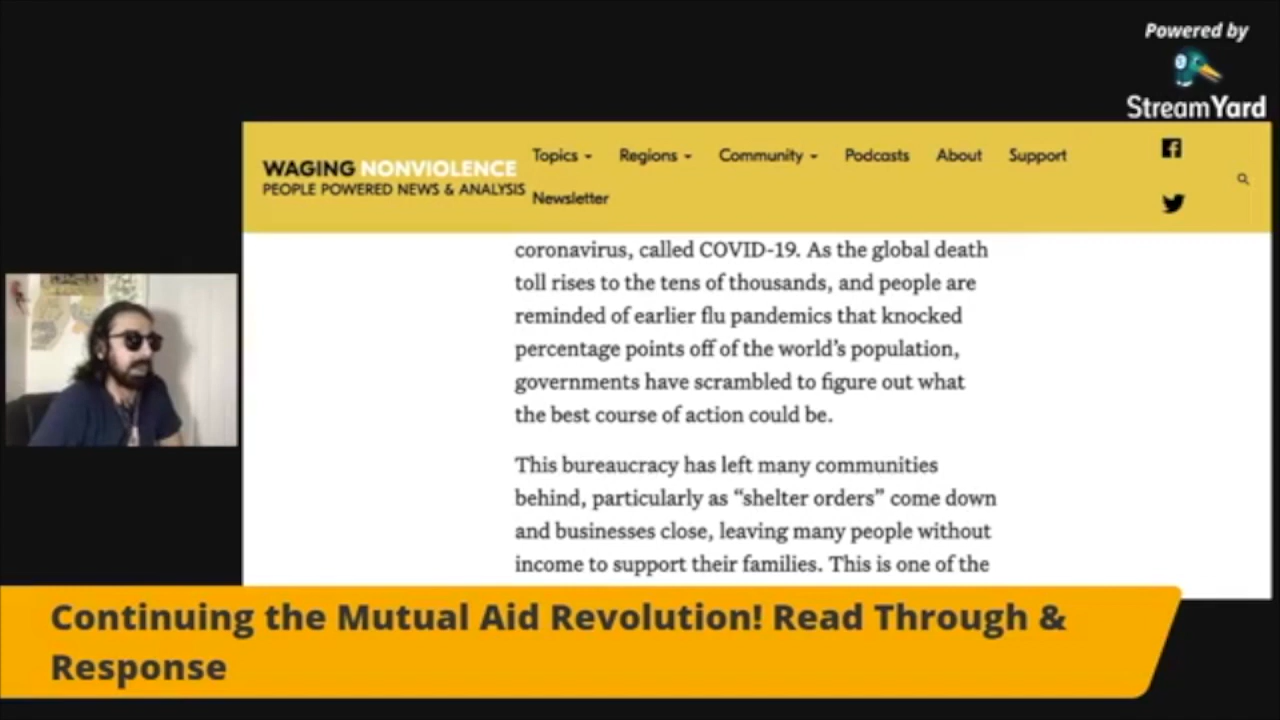 Powered by
StreamYard
WAGING NONVIOLENCE
PEOPLE POWERED NEWS & ANALYSIS
Topics Regions Community Podcasts About Support
Newsletter
coronavirus, called COVID-19. As the global death
toll rises to the tens of thousands, and people are
reminded of earlier flu pandemics that knocked
percentage points off of the world’s population,
governments have scrambled to figure out what
the best course of action could be.
This bureaucracy has left many communities
behind, particularly as “shelter orders” come down
and businesses close, leaving many people without
income to support their families. This is one of the
Continuing the Mutual Aid Revolution! Read Through &
Response